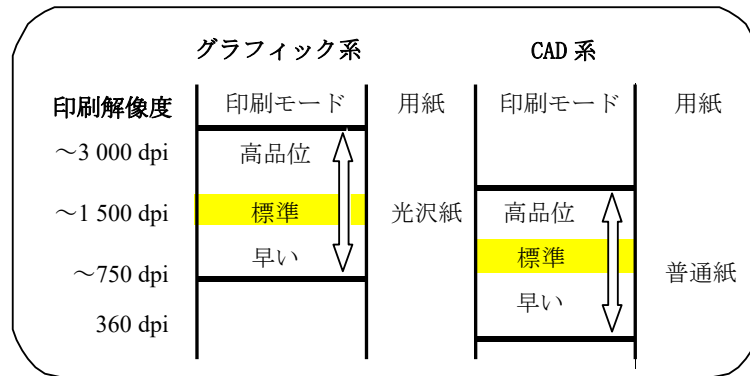 グラフィック系 CAD 系
印刷解像度 印刷モード 用紙 印刷モード 用紙
~3 000 dpi 高品位
~1 500 dpi 標準 光沢紙 高品位
標準
~750 dpi 早い 普通紙
早い
360 dpi